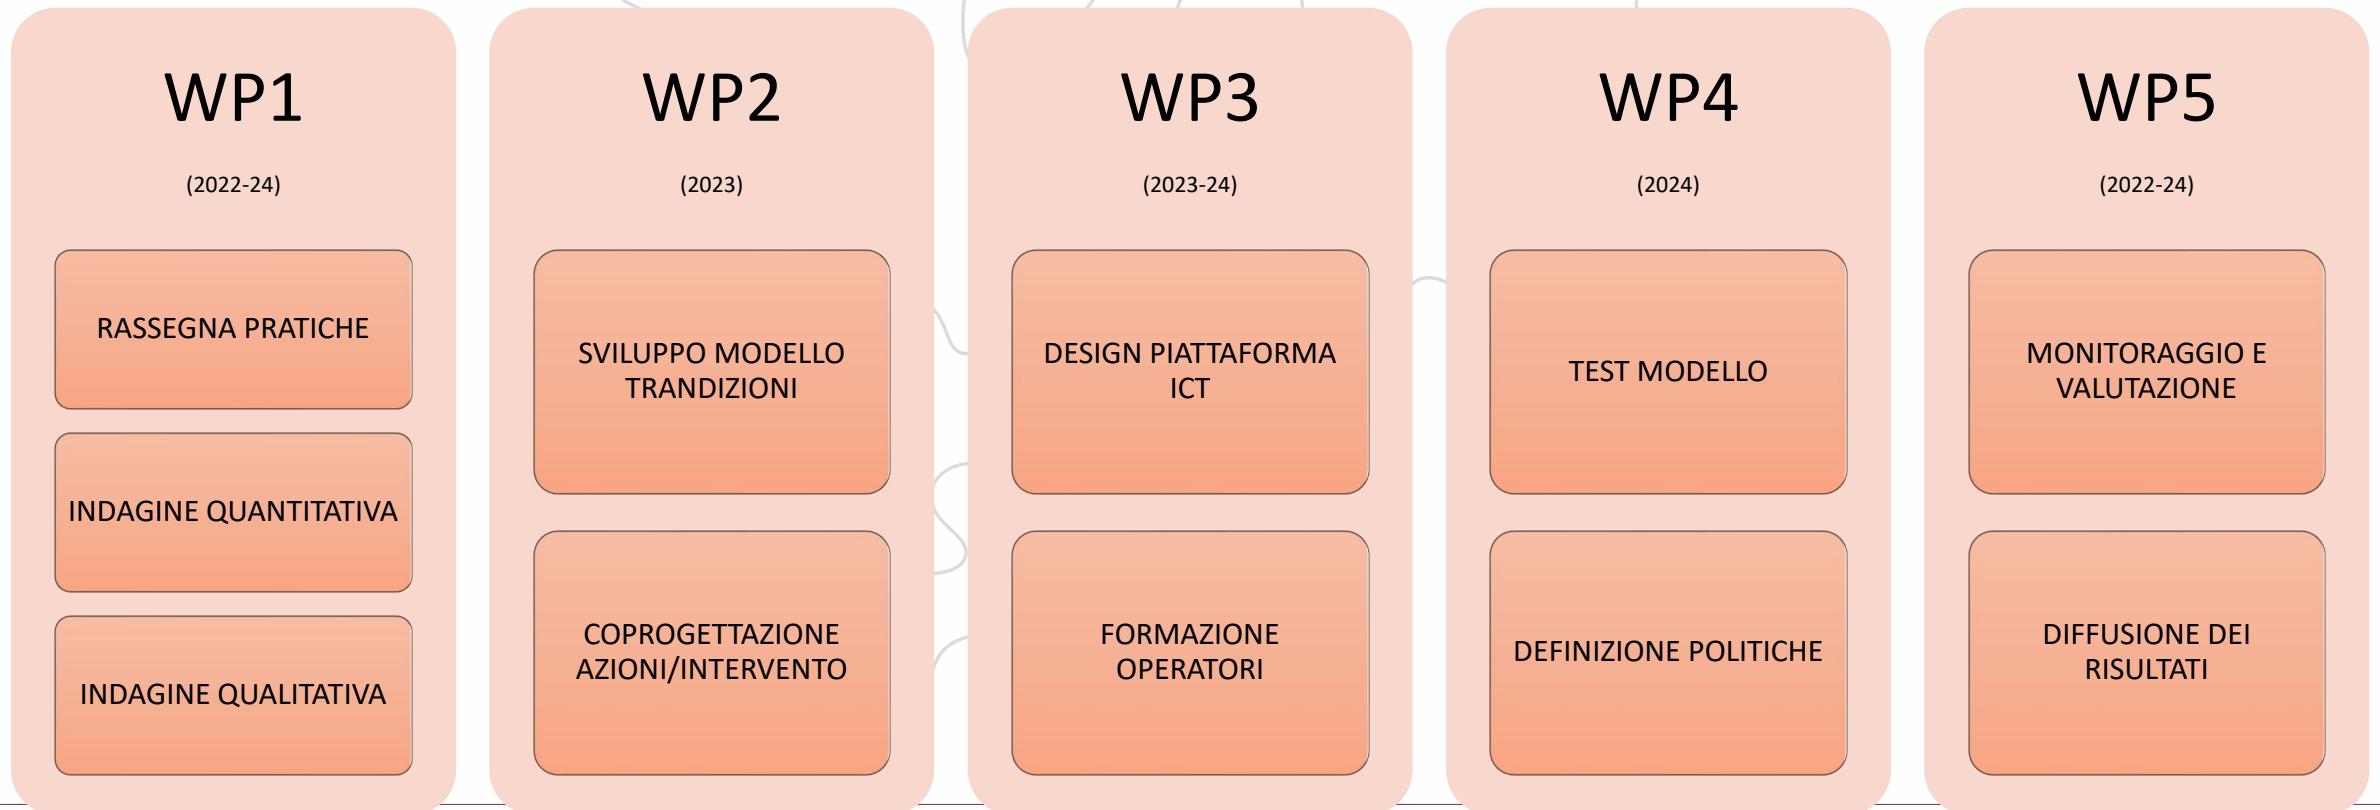 WP1
(2022-24)
RASSEGNA PRATICHE
INDAGINE QUANTITATIVA
INDAGINE QUALITATIVA
WP2
(2023)
SVILUPPO MODELLO
TRANDIZIONI
COPROGETTAZIONE
AZIONI/INTERVENTO
WP3
(2023-24)
DESIGN PIATTAFORMA
ICT
FORMAZIONE
OPERATORI
WP4
(2024)
TEST MODELLO
DEFINIZIONE POLITICHE
WP5
(2022-24)
MONITORAGGIO E
VALUTAZIONE
DIFFUSIONE DEI
RISULTATI